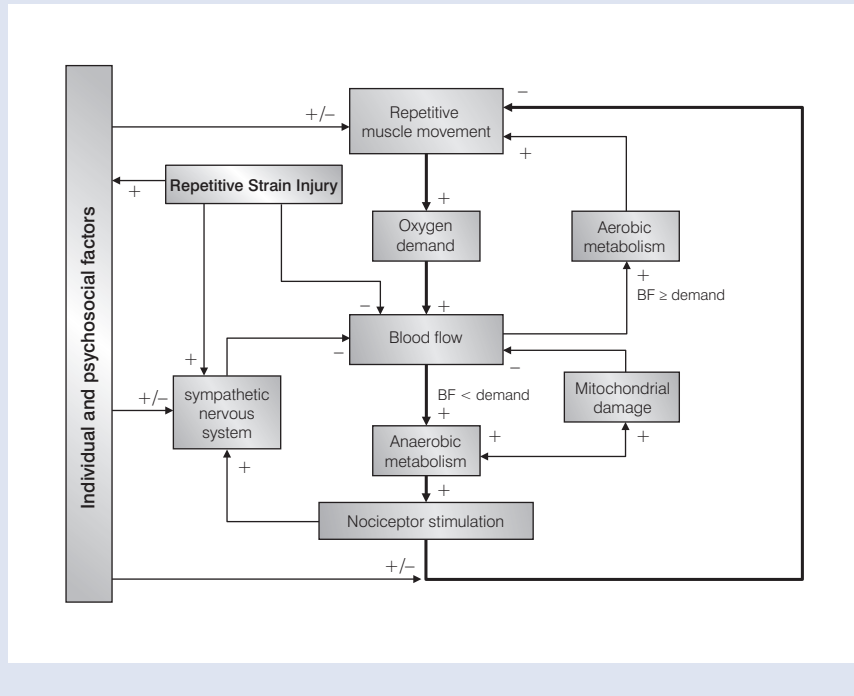 Individual and psychosocial factors
+/−
−
Repetitive
muscle movement
+
+
Repetitive Strain Injury
+
Oxygen
demand
Aerobic
metabolism
+
BF ≥ demand
−
+
Blood flow
−
−
+
sympathetic
nervous
system
+/−
BF < demand
+
Mitochondrial
damage
+
+
Anaerobic
metabolism
+
+
Nociceptor stimulation
+/−